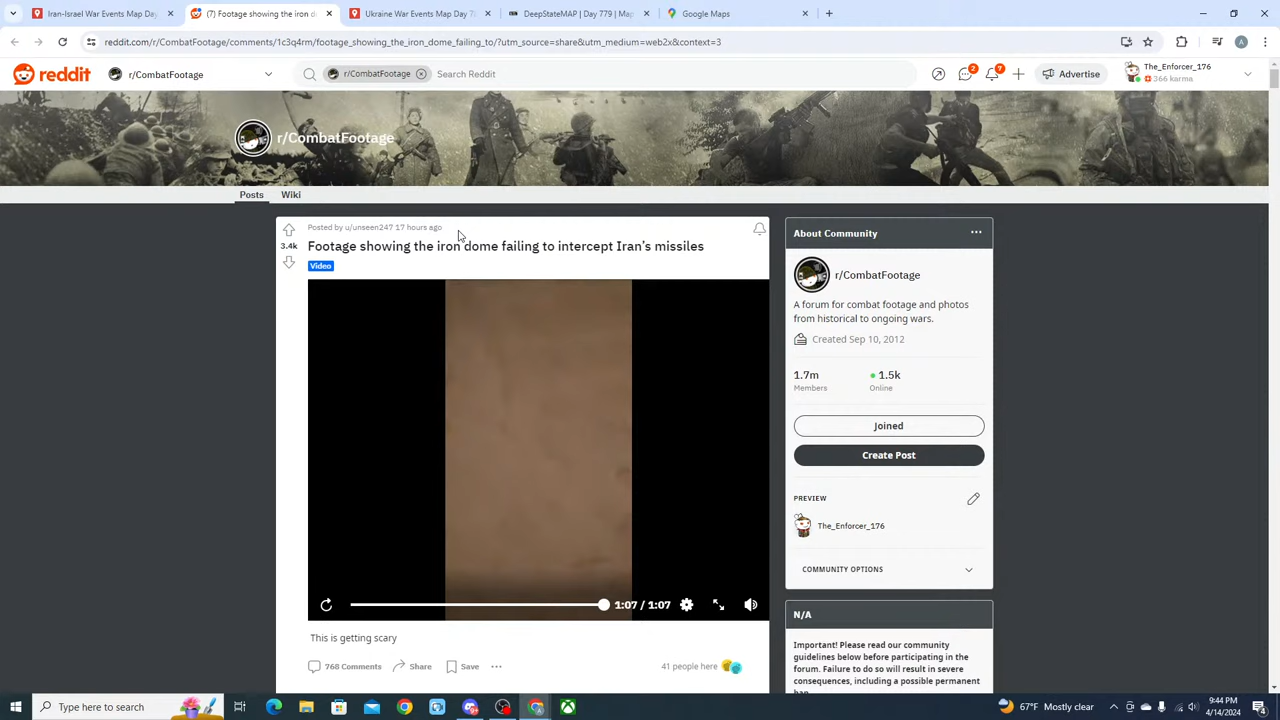 Iran-Israel War Events Map Day
(7) Footage showing the iron d
Ukraine War Events Map Day 7
DeepStateMAP | Day 779 | Map
Google Maps
reddit.com/r/CombatFootage/comments/1c3q4rm/footage_showing_the_iron_dome_failing_to/?utm_source=share&utm_medium=web2x&context=3
A
reddit
r/CombatFootage
r/CombatFootage
Search Reddit
2
7
Advertise
The_Enforcer_176
366 karma
r/CombatFootage
Posts
Wiki
Posted by u/unseen247 17 hours ago
3.4k
Footage showing the iron dome failing to intercept Iran's missiles
Video
1:07 / 1:07
This is getting scary
768 Comments
Share
Save
41 people here
About Community
r/CombatFootage
A forum for combat footage and photos
from historical to ongoing wars.
Created Sep 10, 2012
1.7m
1.5k
Members
Online
Joined
Create Post
PREVIEW
The_Enforcer_176
COMMUNITY OPTIONS
N/A
Important! Please read our community
guidelines below before participating in the
forum. Failure to do so will result in severe
consequences, including a possible permanent
ban
Type here to search
67°F Mostly clear
9:44 PM
4/14/2024
4